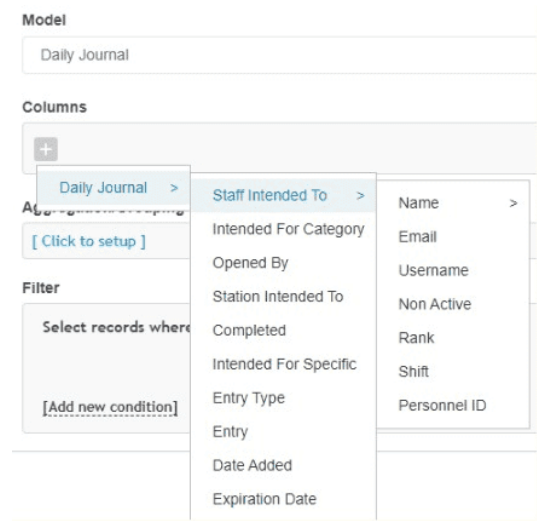 Model
Daily Journal
Columns
+
Daily Journal >
Staff Intended To >
Intended For Category
Opened By
Station Intended To
Completed
Intended For Specific
Entry Type
Entry
Date Added
Expiration Date
Name >
Email
Username
Non Active
Rank
Shift
Personnel ID
[ Click to setup ]
Filter
Select records where
[Add new condition]